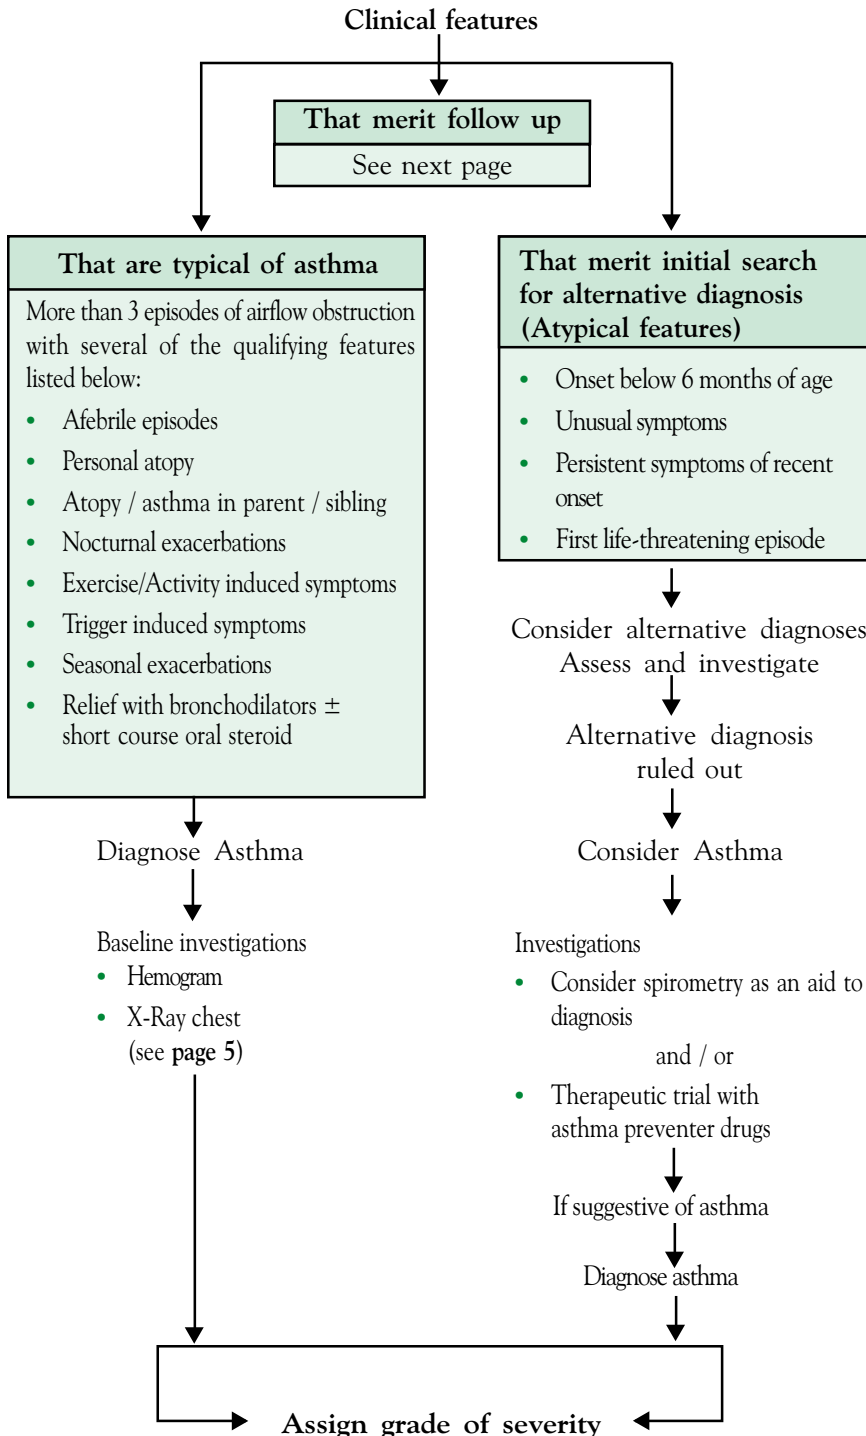 Clinical features
That merit follow up
See next page
That are typical of asthma
More than 3 episodes of airflow obstruction
with several of the qualifying features
listed below:
• Afebrile episodes
• Personal atopy
• Atopy / asthma in parent / sibling
• Nocturnal exacerbations
• Exercise/Activity induced symptoms
• Trigger induced symptoms
• Seasonal exacerbations
• Relief with bronchodilators ±
short course oral steroid
Diagnose Asthma
Baseline investigations
• Hemogram
• X-Ray chest
(see page 5)
That merit initial search
for alternative diagnosis
(Atypical features)
• Onset below 6 months of age
• Unusual symptoms
• Persistent symptoms of recent
onset
• First life-threatening episode
Consider alternative diagnoses
Assess and investigate
Alternative diagnosis
ruled out
Consider Asthma
Investigations
• Consider spirometry as an aid to
diagnosis
and / or
• Therapeutic trial with
asthma preventer drugs
If suggestive of asthma
Diagnose asthma
Assign grade of severity